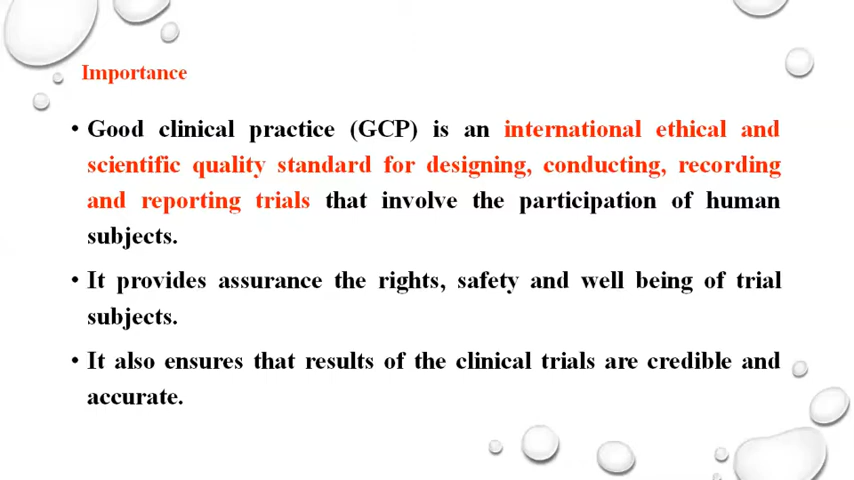 Importance
• Good clinical practice (GCP) is an international ethical and
scientific quality standard for designing, conducting, recording
and reporting trials that involve the participation of human
subjects.
• It provides assurance the rights, safety and well being of trial
subjects.
• It also ensures that results of the clinical trials are credible and
accurate.